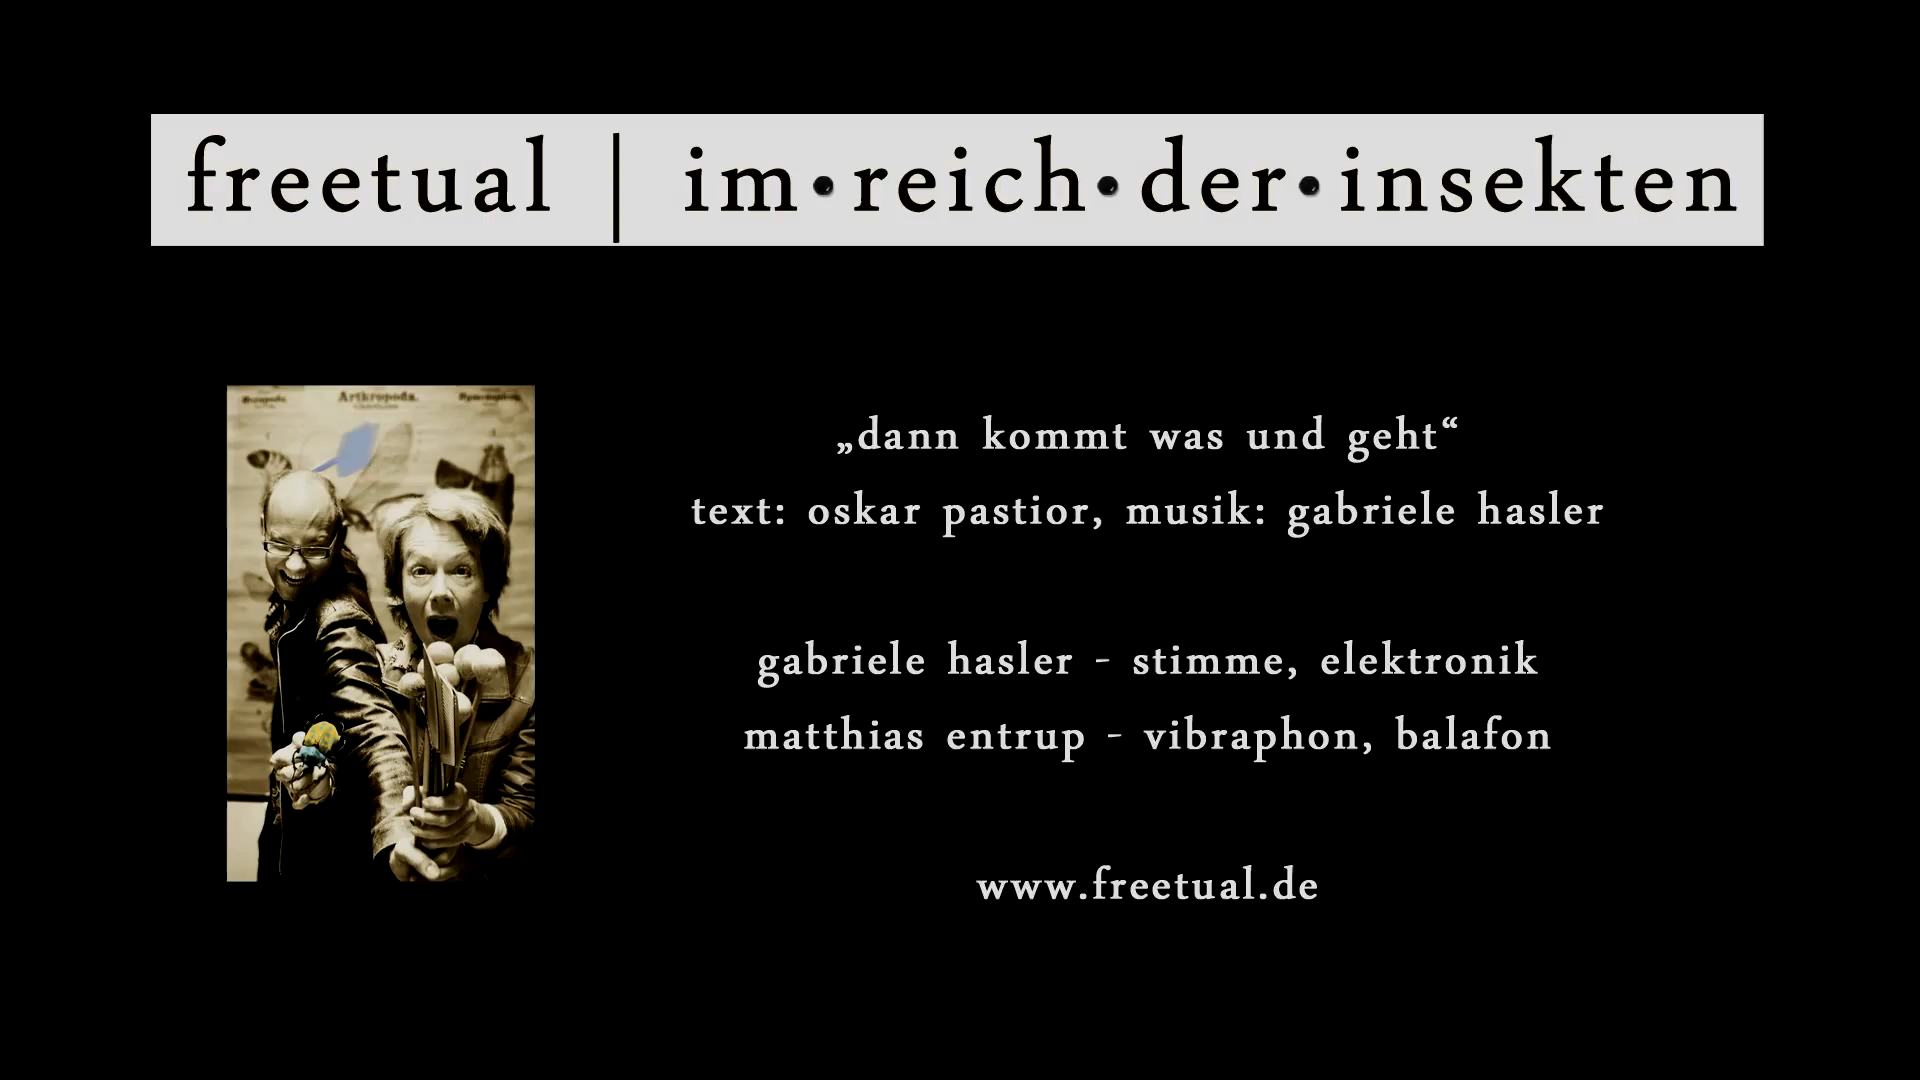 freetual | im•reich•der•insekten
Arthropoda.
„dann kommt was und geht“
text: oskar pastior, musik: gabriele hasler
gabriele hasler - stimme, elektronik
matthias entrup - vibraphon, balafon
www.freetual.de